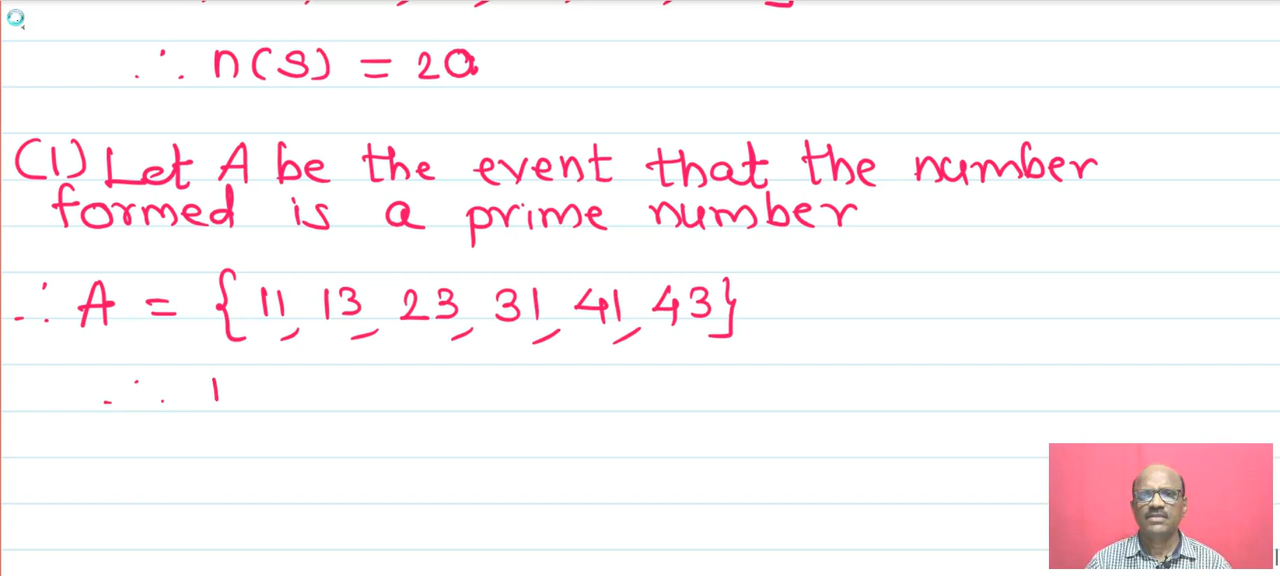 ∴ n(S) = 20
(1) Let A be the event that the number
formed is a prime number
∴ A = {11, 13, 23, 31, 41, 43}
∴